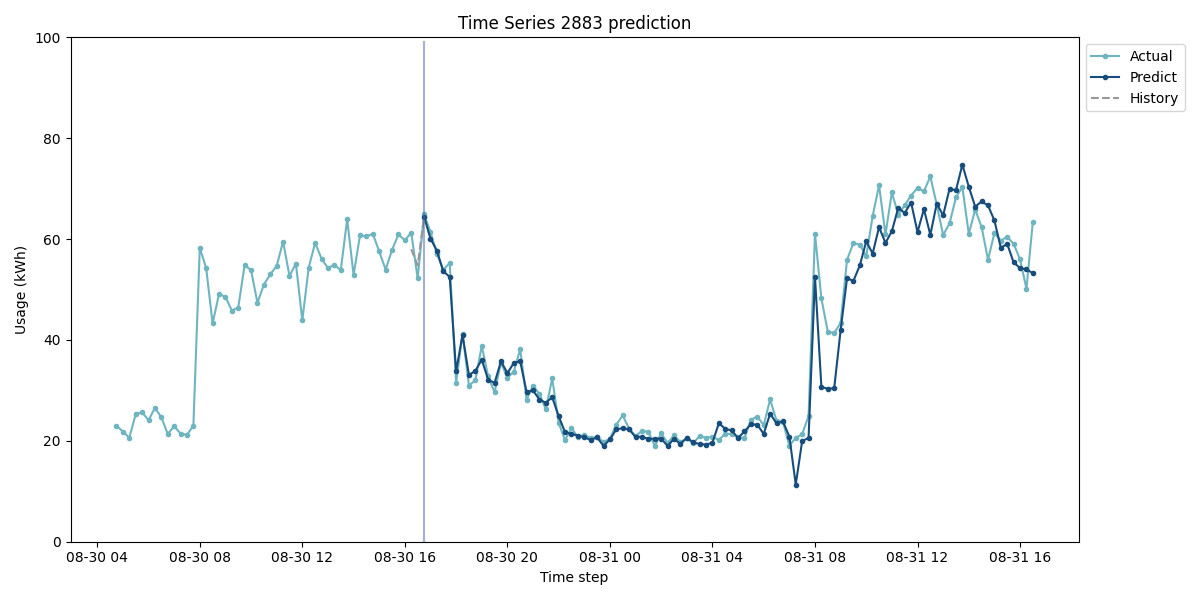 Time Series 2883 prediction
100
80
60
40
20
0
Usage (kWh)
08-30 04
08-30 08
08-30 12
08-30 16
08-30 20
08-31 00
08-31 04
08-31 08
08-31 12
08-31 16
Time step
Actual
Predict
History